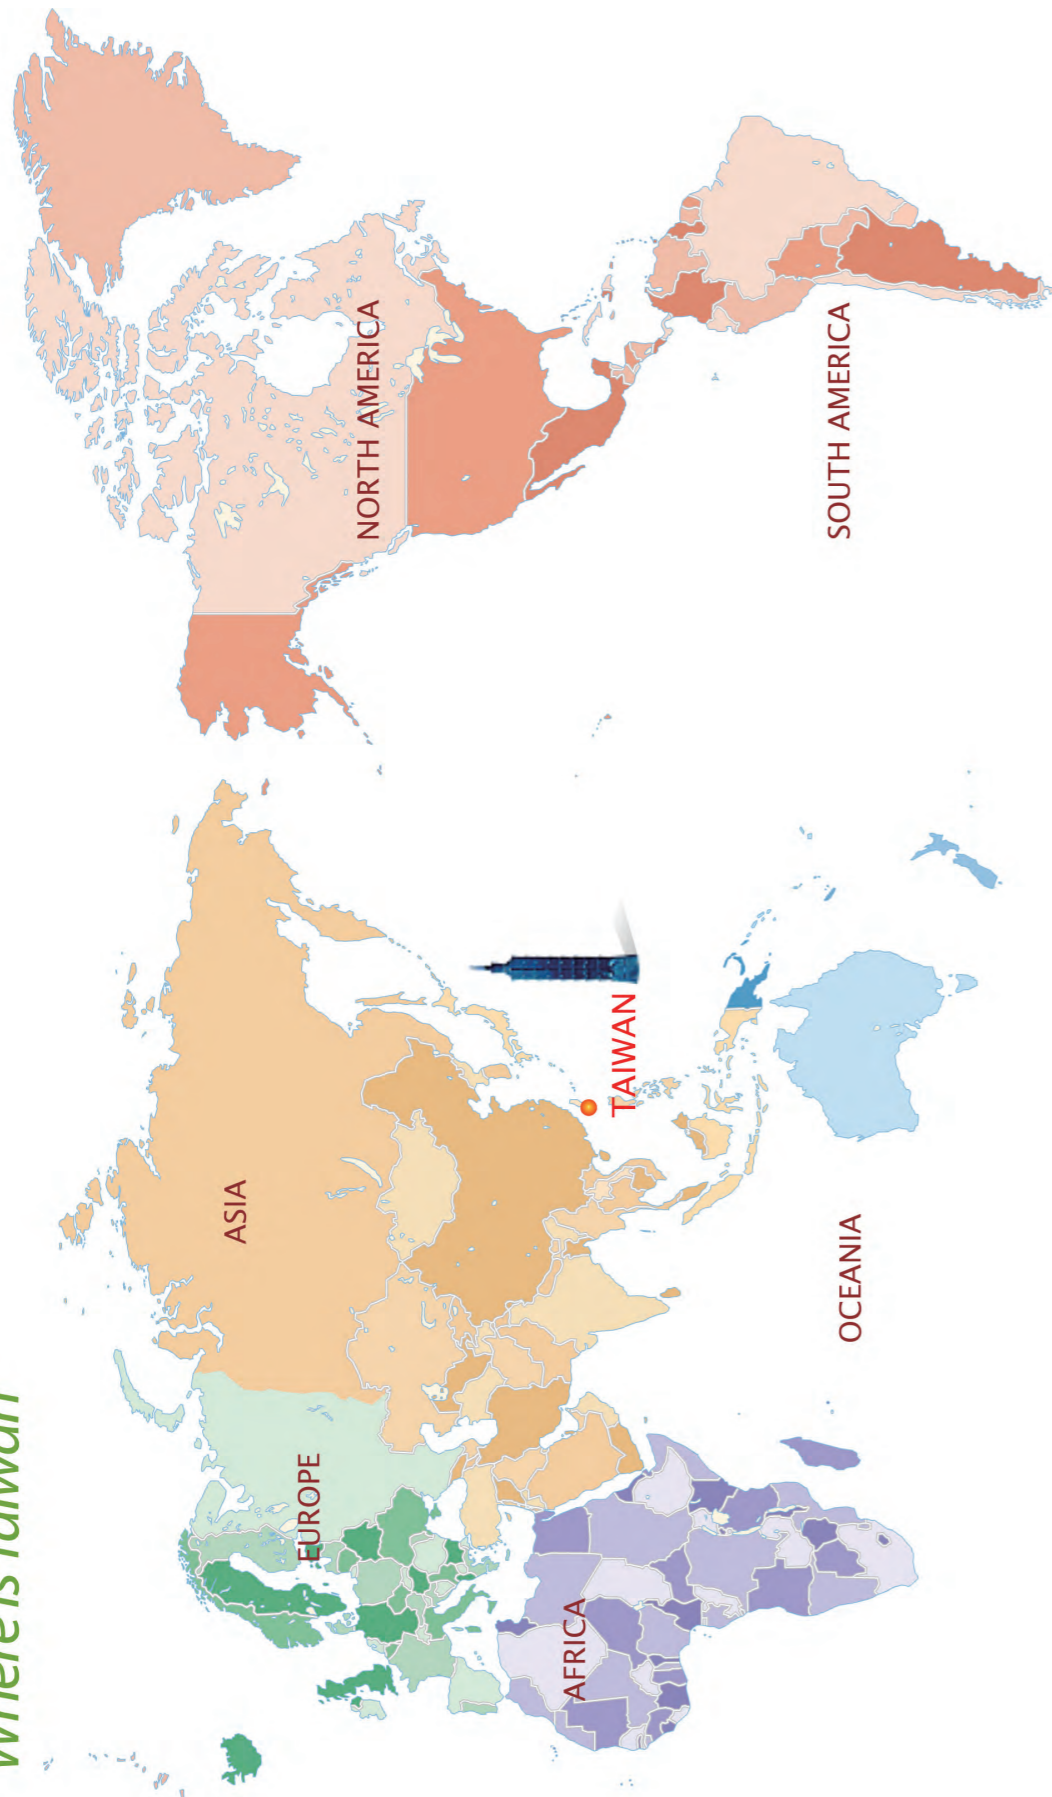 Where is Taiwan
NORTH AMERICA
ASIA
EUROPE
TAIWAN
AFRICA
OCEANIA
SOUTH AMERICA